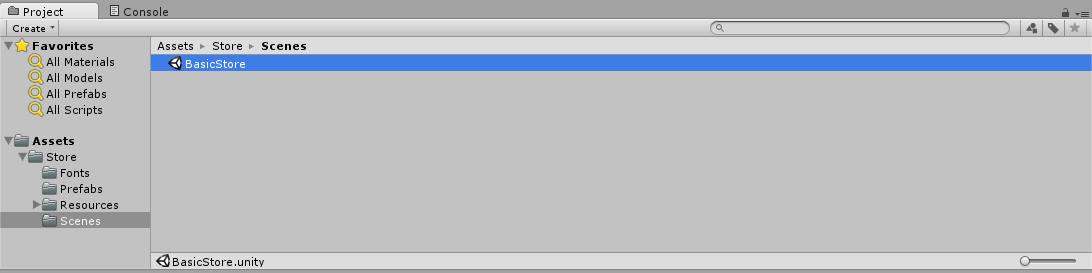 Project Console
Create
Favorites
All Materials
All Models
All Prefabs
All Scripts
Assets
Store
Fonts
Prefabs
Resources
Scenes
Assets ▸ Store ▸ Scenes
BasicStore
BasicStore.unity